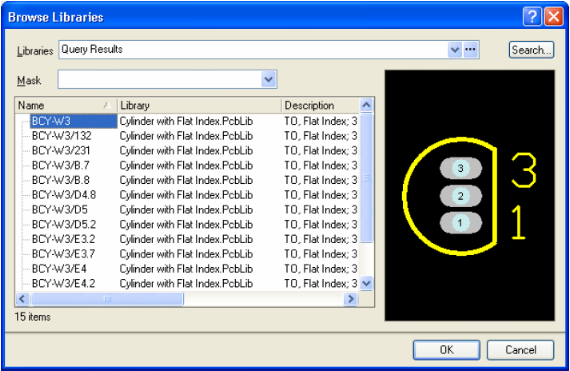 Browse Libraries
Libraries Query Results Search...
Mask
Name Library Description
BCY-W3 Cylinder with Flat Index.PcbLib TO, Flat Index; 3
BCY-W3/132 Cylinder with Flat Index.PcbLib TO, Flat Index; 3
BCY-W3/231 Cylinder with Flat Index.PcbLib TO, Flat Index; 3
BCY-W3/B.7 Cylinder with Flat Index.PcbLib TO, Flat Index; 3
BCY-W3/B.8 Cylinder with Flat Index.PcbLib TO, Flat Index; 3
BCY-W3/D4.8 Cylinder with Flat Index.PcbLib TO, Flat Index; 3
BCY-W3/D5 Cylinder with Flat Index.PcbLib TO, Flat Index; 3
BCY-W3/D5.2 Cylinder with Flat Index.PcbLib TO, Flat Index; 3
BCY-W3/E3.2 Cylinder with Flat Index.PcbLib TO, Flat Index; 3
BCY-W3/E3.7 Cylinder with Flat Index.PcbLib TO, Flat Index; 3
BCY-W3/E4 Cylinder with Flat Index.PcbLib TO, Flat Index; 3
BCY-W3/E4.2 Cylinder with Flat Index.PcbLib TO, Flat Index; 3
15 items
3 3
2
1 1
OK Cancel